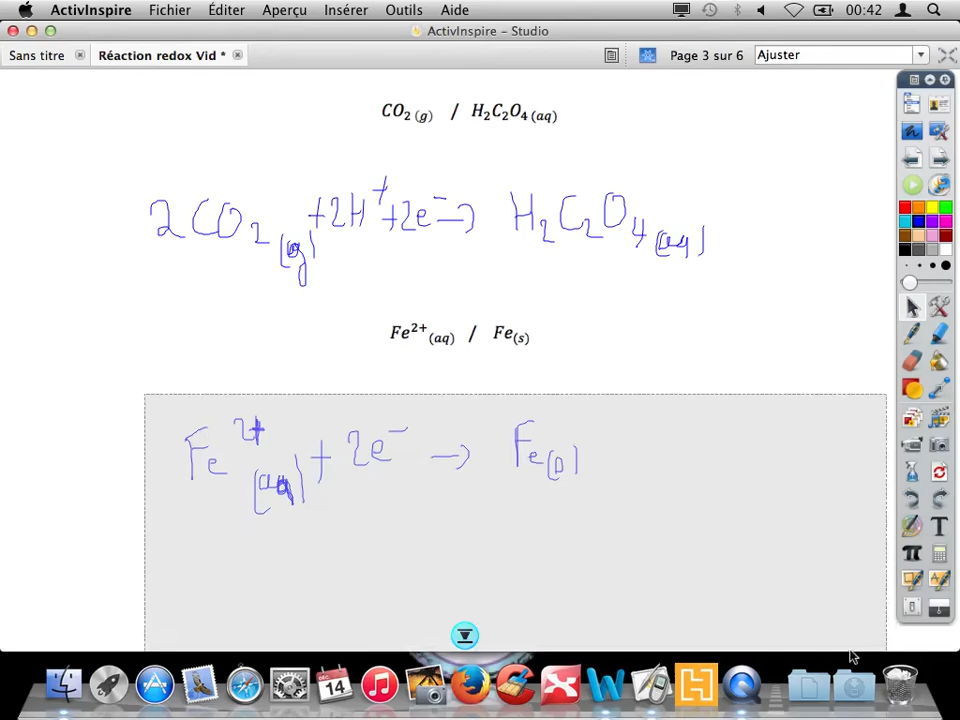 ActivInspire Fichier Éditer Aperçu Insérer Outils Aide 00:42
ActivInspire - Studio
Sans titre Réaction redox Vid * Page 3 sur 6 Ajuster
CO₂ (g) / H₂C₂O₄ (aq)
2CO₂ (g) + 2H⁺ + 2e⁻ → H₂C₂O₄ (aq)
Fe²⁺ (aq) / Fe (s)
Fe²⁺ (aq) + 2e⁻ → Fe (s)
T
π
DEC
14
W
H